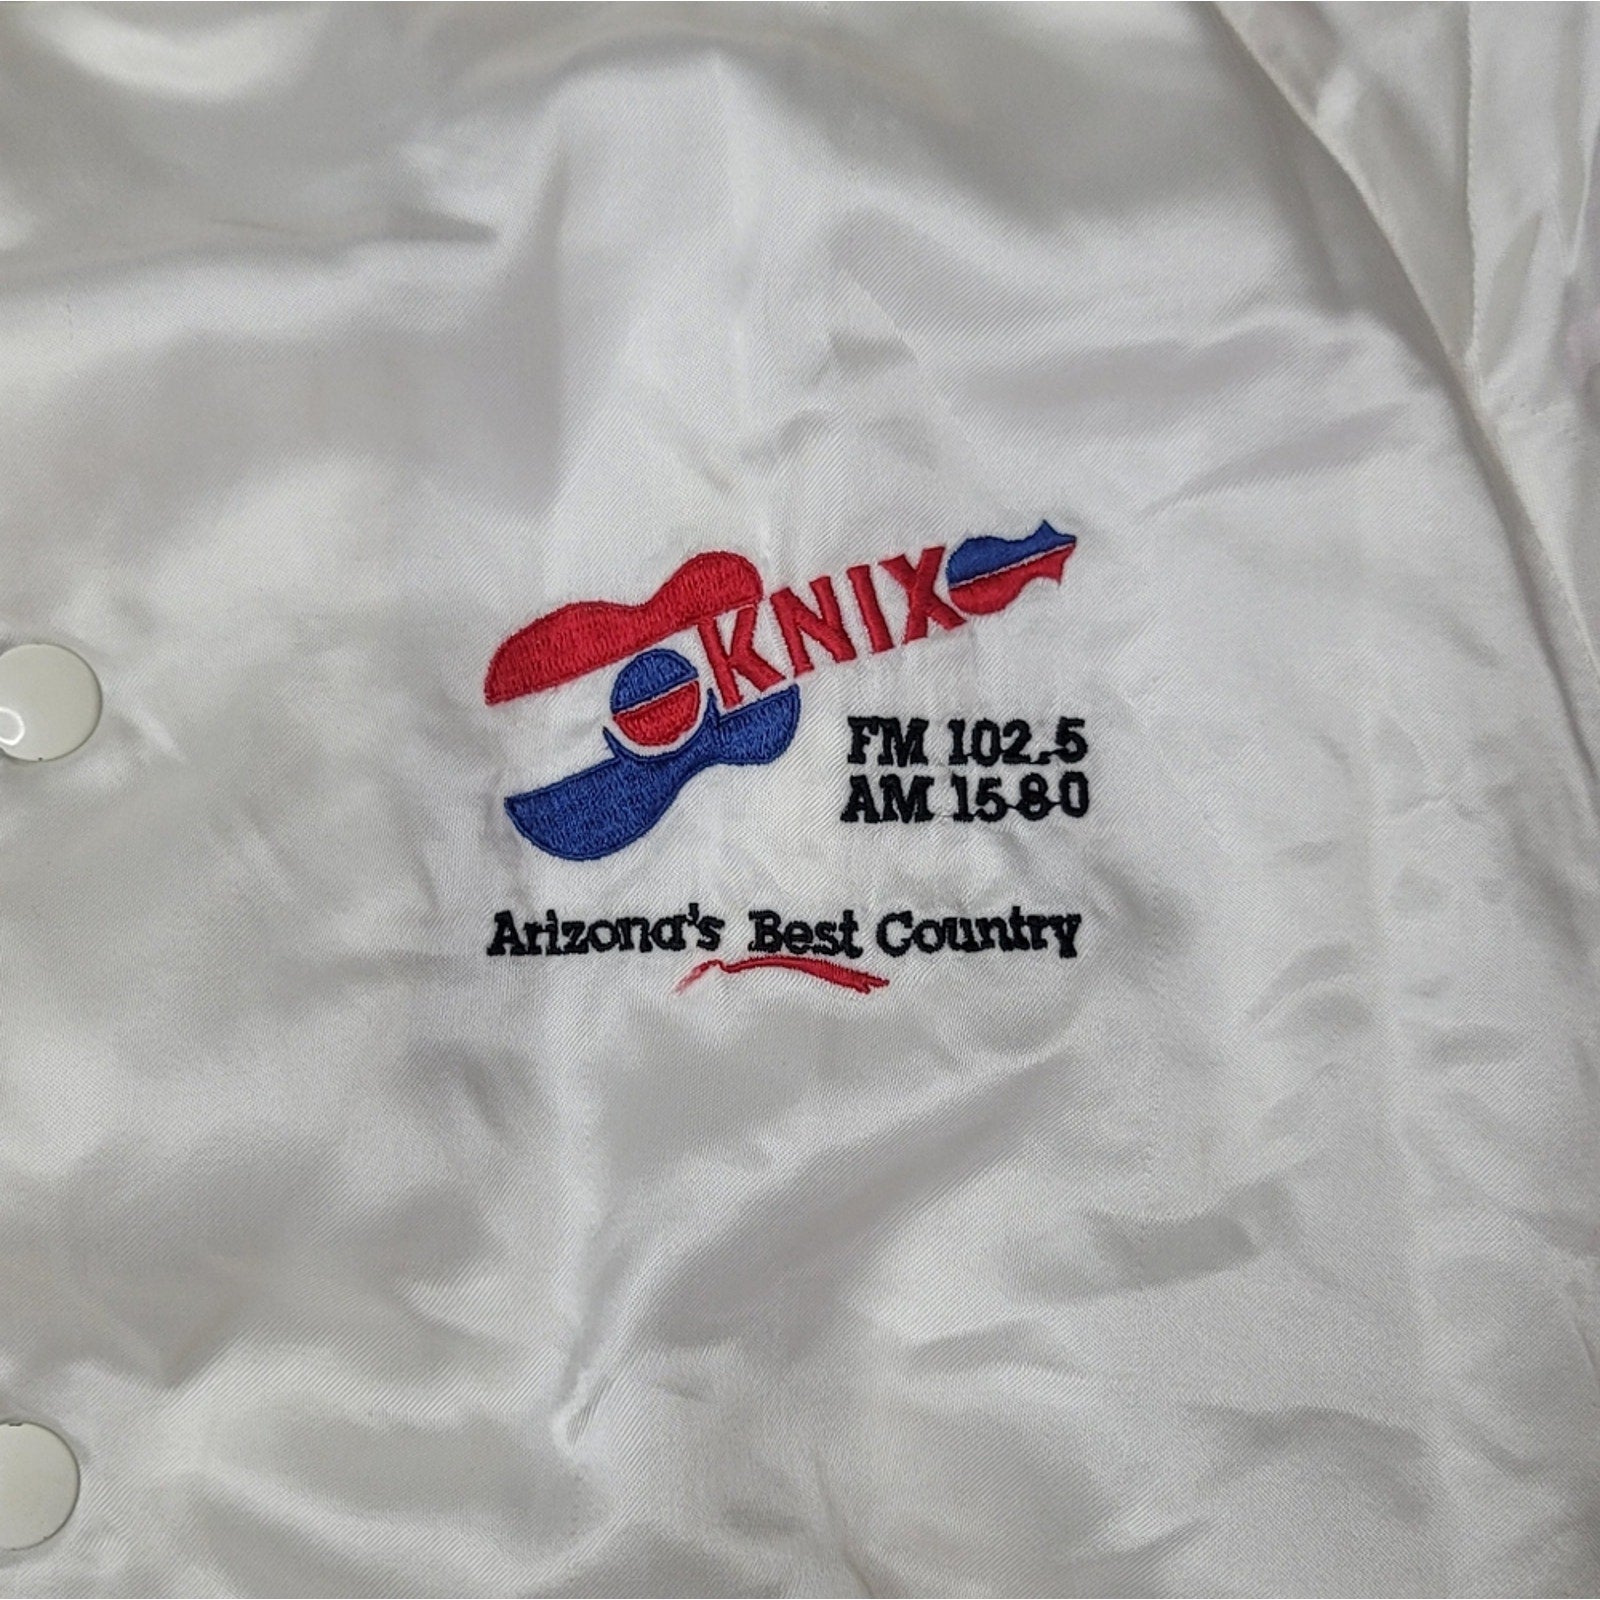 KNIX
FM 102.5
AM 1580
Arizona's Best Country